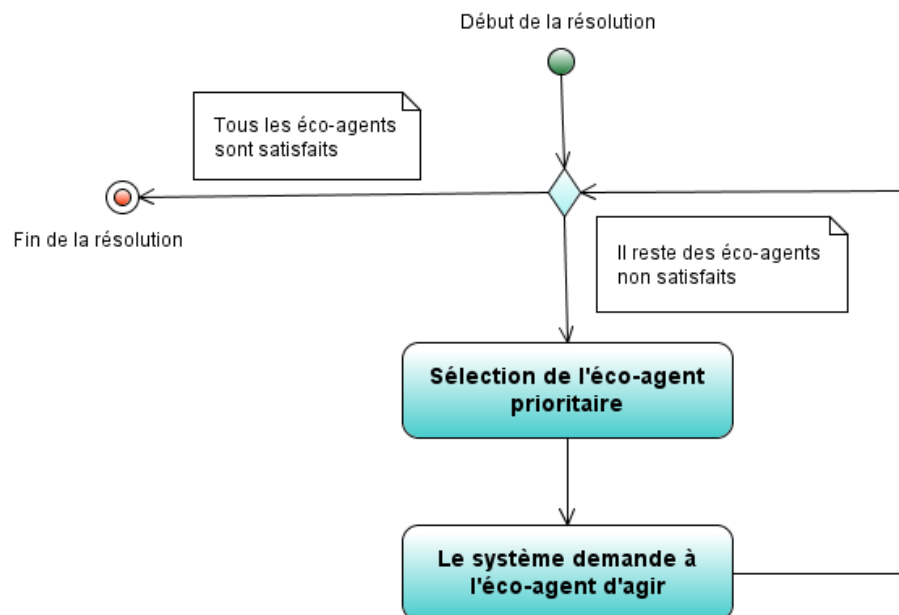 Début de la résolution
Tous les éco-agents
sont satisfaits
Fin de la résolution
Il reste des éco-agents
non satisfaits
Sélection de l'éco-agent
prioritaire
Le système demande à
l'éco-agent d'agir